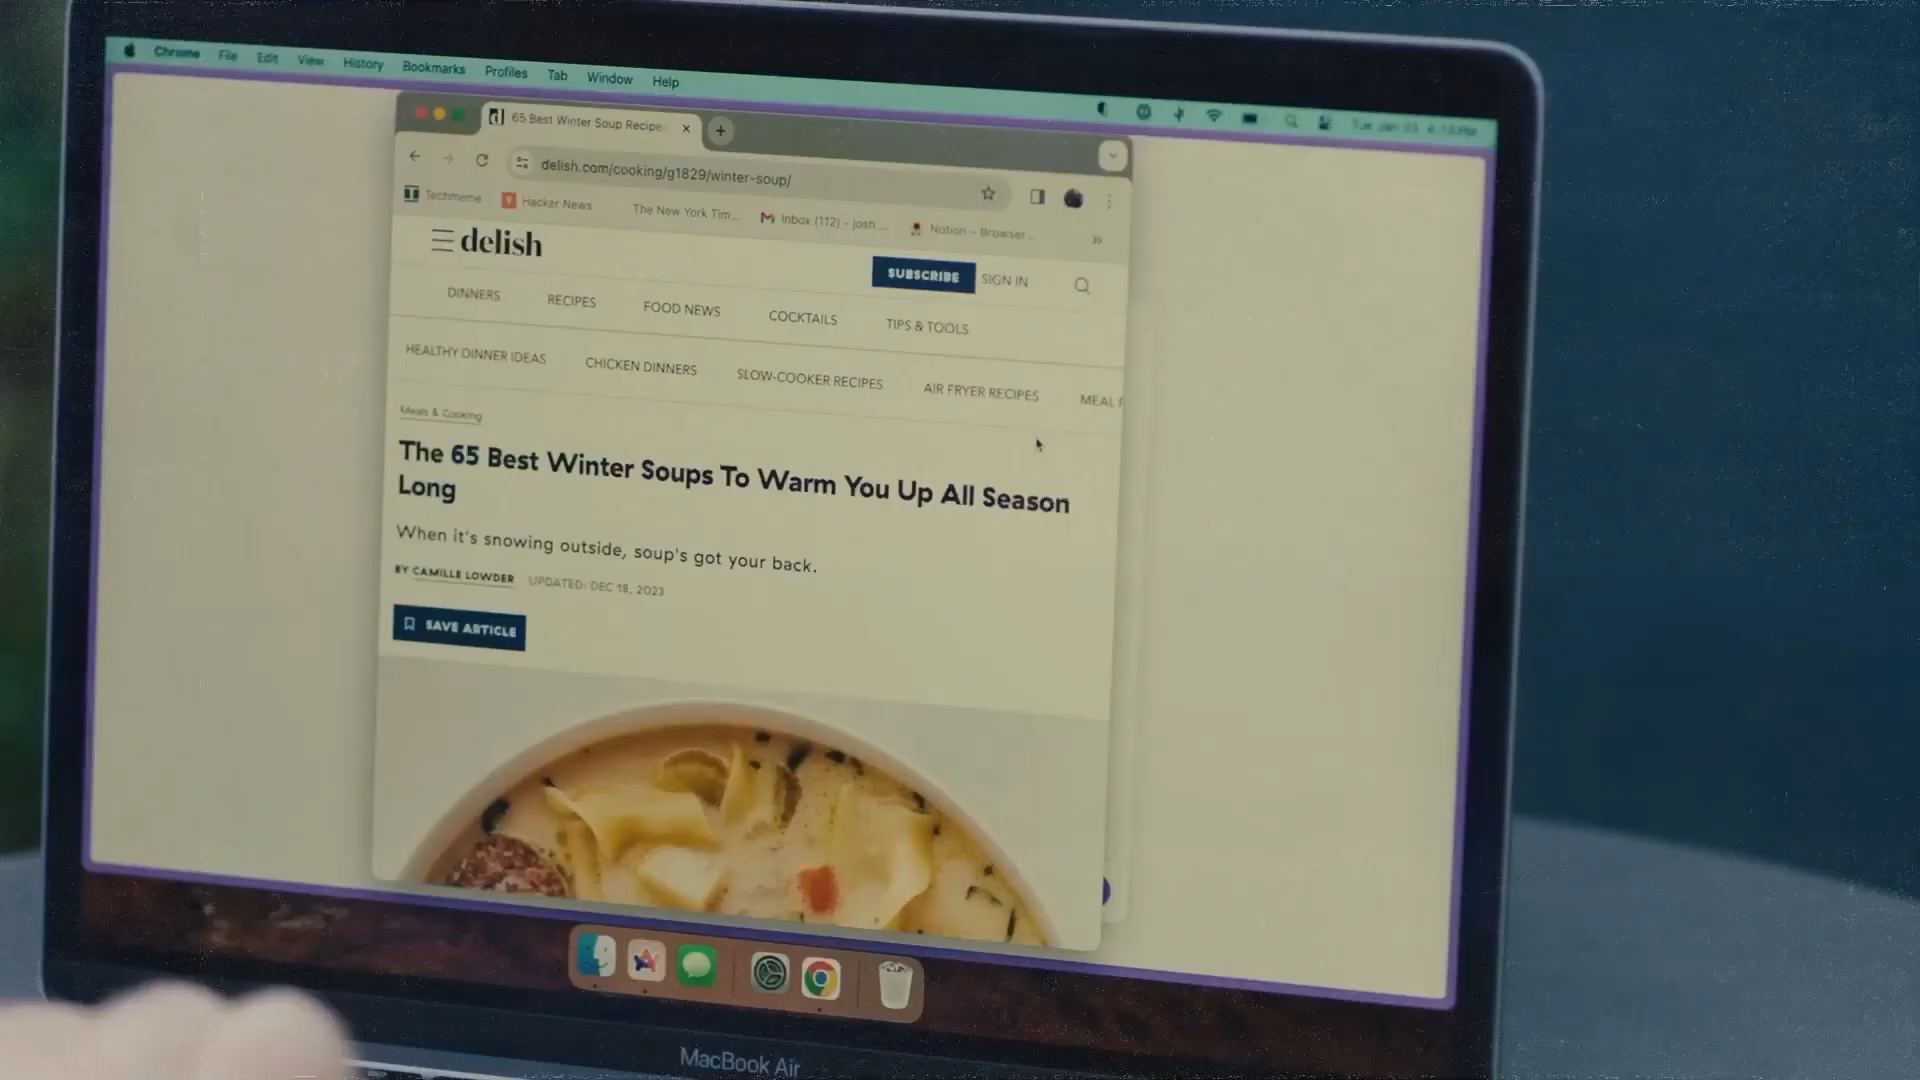 Chrome File Edit View History Bookmarks Profiles Tab Window Help
65 Best Winter Soup Recipe
delish.com/cooking/g1829/winter-soup/
Techmeme Hacker News The New York Tim... Inbox (112) - josh.... Notion – Browser...
delish
SUBSCRIBE SIGN IN
DINNERS RECIPES FOOD NEWS COCKTAILS TIPS & TOOLS
HEALTHY DINNER IDEAS CHICKEN DINNERS SLOW-COOKER RECIPES AIR FRYER RECIPES MEAL
Meals & Cooking
The 65 Best Winter Soups To Warm You Up All Season
Long
When it's snowing outside, soup's got your back.
BY CAMILLE LOWDER UPDATED: DEC 18, 2023
SAVE ARTICLE
MacBook Air